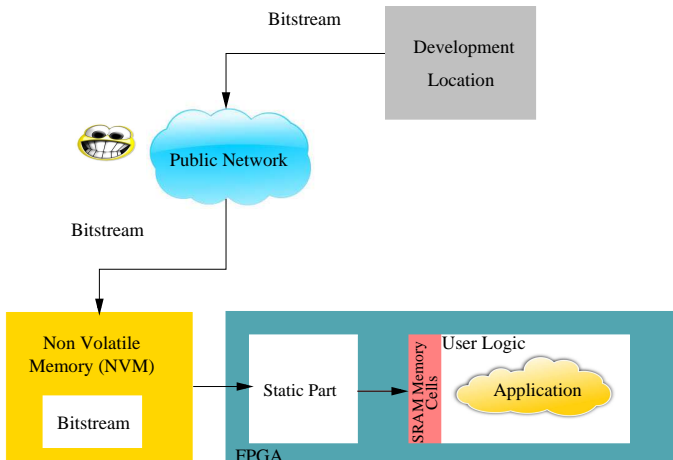 Bitstream
Development
Location
Public Network
Bitstream
Non Volatile
Memory (NVM)
Bitstream
Static Part
SRAM Memory
Cells
User Logic
Application
FPGA